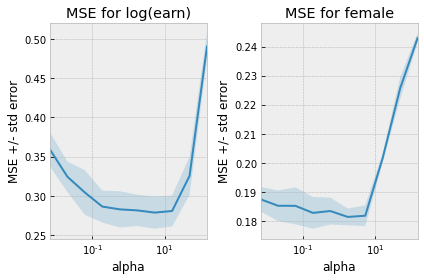 MSE for log(earn)
MSE +/- std error
0.50
0.45
0.40
0.35
0.30
0.25
10⁻¹
10¹
alpha
MSE for female
MSE +/- std error
0.24
0.23
0.22
0.21
0.20
0.19
0.18
10⁻¹
10¹
alpha